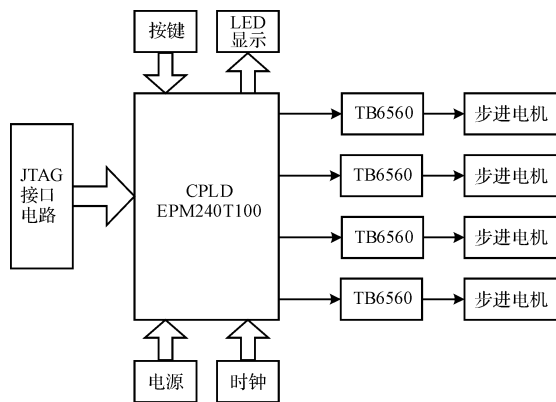 按键
LED
显示
JTAG
接口
电路
CPLD
EPM240T100
TB6560
步进电机
TB6560
步进电机
TB6560
步进电机
TB6560
步进电机
电源
时钟